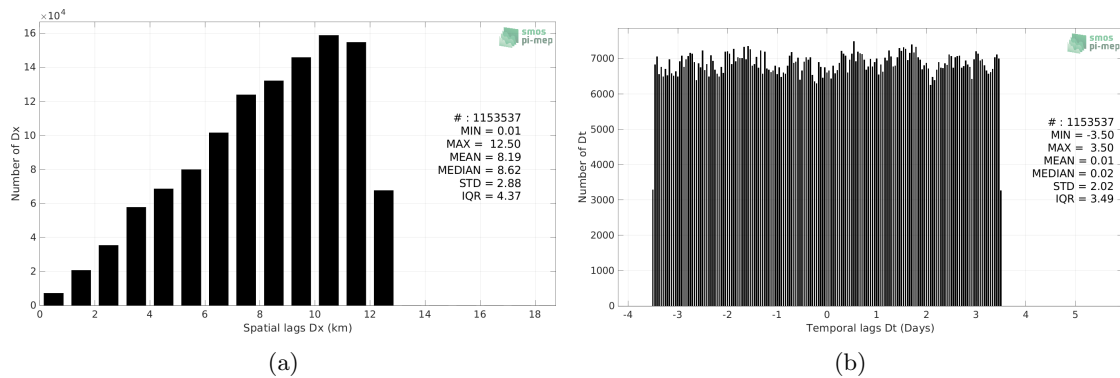 ×10⁴
16
14
12
10
8
6
4
2
0
Number of Dx
0 2 4 6 8 10 12 14 16 18
Spatial lags Dx (km)
smos
pi-mep
# : 1153537
MIN = 0.01
MAX = 12.50
MEAN = 8.19
MEDIAN = 8.62
STD = 2.88
IQR = 4.37
(a)
7000
6000
5000
4000
3000
2000
1000
0
Number of Dt
-4 -3 -2 -1 0 1 2 3 4 5
Temporal lags Dt (Days)
smos
pi-mep
# : 1153537
MIN = -3.50
MAX = 3.50
MEAN = 0.01
MEDIAN = 0.02
STD = 2.02
IQR = 3.49
(b)